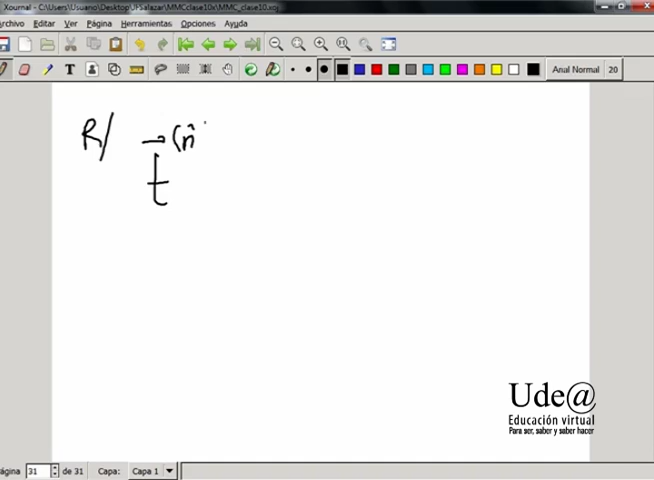 Xournal - C:\Users\Usuario\Desktop\JFSalazar\MMCclase10x\MMC_clase10.xoj
Archivo Editar Ver Página Herramientas Opciones Ayuda
T Anal Normal 20
R/ t⃗(n̂
Ude@
Educación virtual
Para ser, saber y saber hacer
ágina 31 de 31 Capa: Capa 1